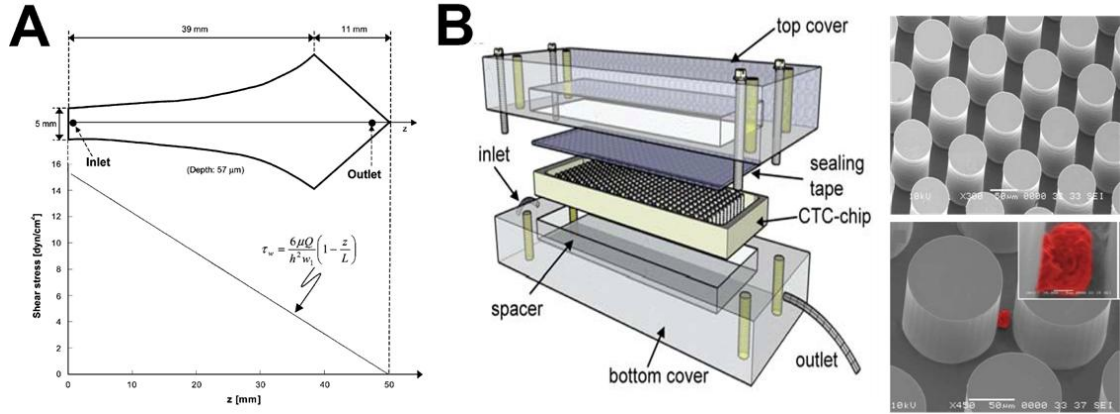 A
39 mm
11 mm
5 mm
z
Inlet
(Depth: 57 μm)
Outlet
16
14
12
10
8
6
4
2
0
Shear stress [dyn/cm²]
τw = 6μQ/h²w₁ (1 − z/L)
0
10
20
30
40
50
z [mm]
B
top cover
inlet
sealing
tape
CTC-chip
spacer
bottom cover
outlet
X300 50μm 0000 31 33 SEI
10kV X450 50μm 0000 33 37 SEI